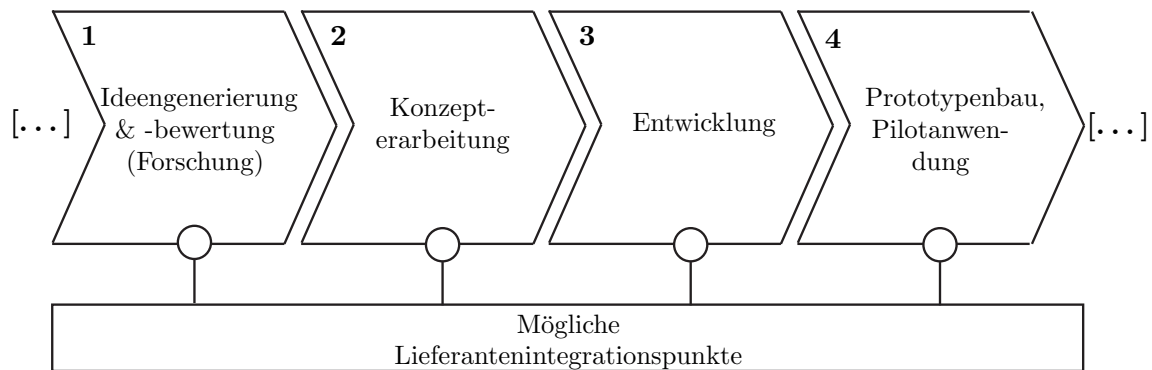 1
Ideengenerierung
& -bewertung
(Forschung)
2
Konzept-
erarbeitung
3
Entwicklung
4
Prototypenbau,
Pilotanwen-
dung
[...]
[...]
Mögliche
Lieferantenintegrationspunkte